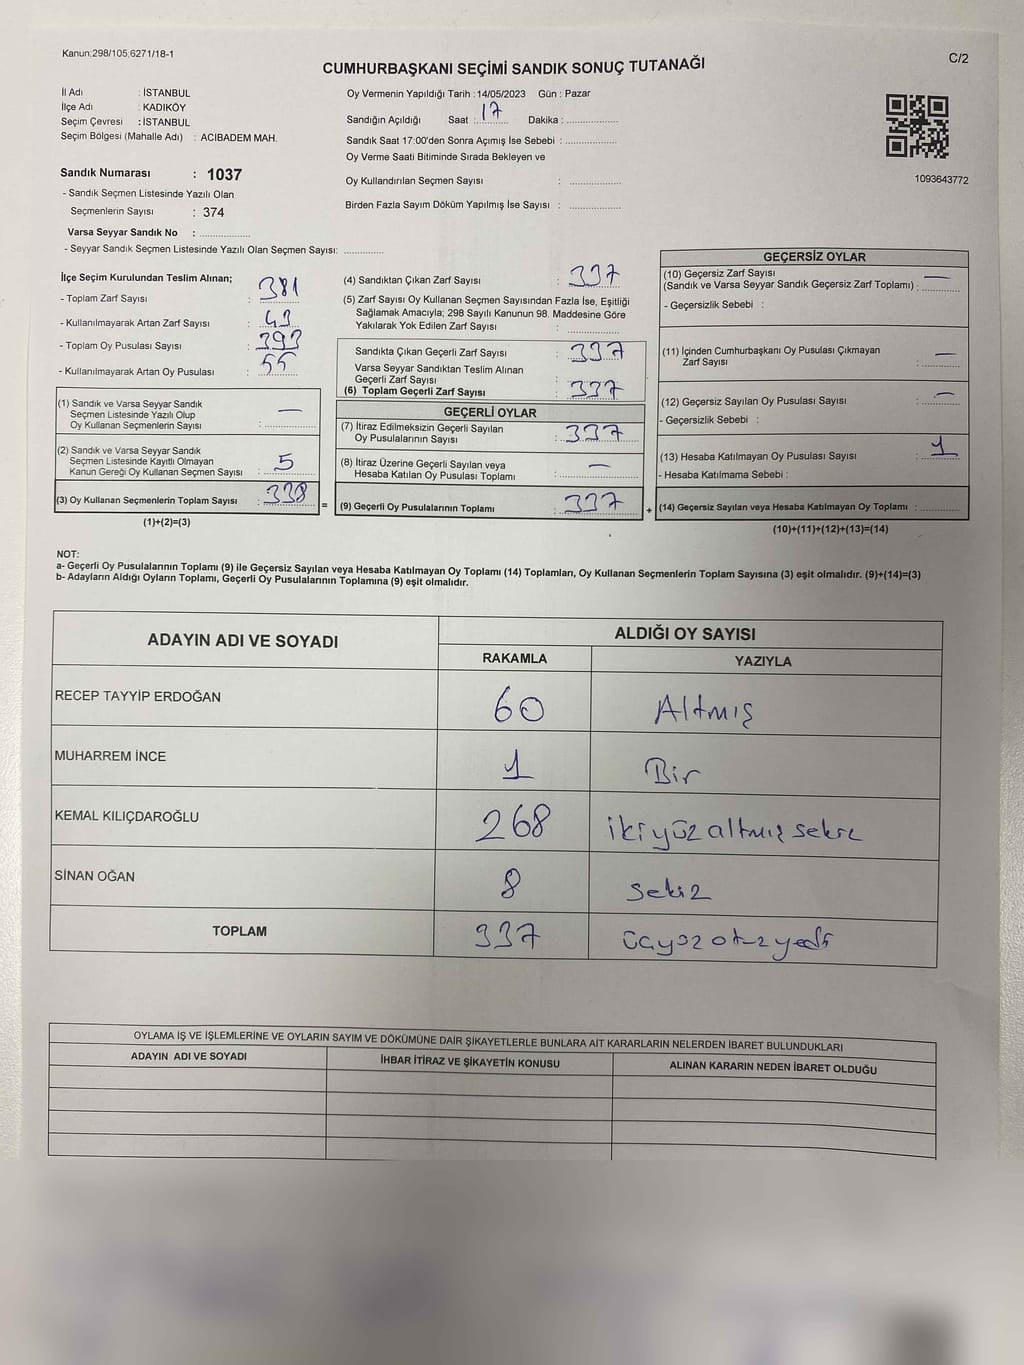 Kanun;298/105,6271/18-1
C/2
CUMHURBAŞKANI SEÇİMİ SANDIK SONUÇ TUTANAĞI
İl Adı : İSTANBUL
İlçe Adı : KADIKÖY
Seçim Çevresi : İSTANBUL
Seçim Bölgesi (Mahalle Adı) : ACIBADEM MAH.
Sandık Numarası : 1037
- Sandık Seçmen Listesinde Yazılı Olan
Seçmenlerin Sayısı : 374
Varsa Seyyar Sandık No : ..................
- Seyyar Sandık Seçmen Listesinde Yazılı Olan Seçmen Sayısı: ..............
Oy Vermenin Yapıldığı Tarih : 14/05/2023 Gün : Pazar
Sandığın Açıldığı Saat : 17 Dakika : ..................
Sandık Saat 17:00'den Sonra Açımış İse Sebebi : ..................
Oy Verme Saati Bitiminde Sırada Bekleyen ve
Oy Kullandırılan Seçmen Sayısı : ..................
Birden Fazla Sayım Döküm Yapılmış İse Sayısı : ..................
1093643772
İlçe Seçim Kurulundan Teslim Alınan;
- Toplam Zarf Sayısı : 381
- Kullanılmayarak Artan Zarf Sayısı : 43
- Toplam Oy Pusulası Sayısı : 393
- Kullanılmayarak Artan Oy Pusulası : 55
(1) Sandık ve Varsa Seyyar Sandık
Seçmen Listesinde Yazılı Olup
Oy Kullanan Seçmenlerin Sayısı : —
(2) Sandık ve Varsa Seyyar Sandık
Seçmen Listesinde Kayıtlı Olmayan
Kanun Gereği Oy Kullanan Seçmen Sayısı : 5
(3) Oy Kullanan Seçmenlerin Toplam Sayısı : 338 =
(1)+(2)=(3)
(4) Sandıktan Çıkan Zarf Sayısı : 337
(5) Zarf Sayısı Oy Kullanan Seçmen Sayısından Fazla İse, Eşitliği
Sağlamak Amacıyla; 298 Sayılı Kanunun 98. Maddesine Göre
Yakılarak Yok Edilen Zarf Sayısı : ..................
Sandıkta Çıkan Geçerli Zarf Sayısı : 337
Varsa Seyyar Sandıktan Teslim Alınan
Geçerli Zarf Sayısı :
(6) Toplam Geçerli Zarf Sayısı : 337
GEÇERLİ OYLAR
(7) İtiraz Edilmeksizin Geçerli Sayılan
Oy Pusulalarının Sayısı : 337
(8) İtiraz Üzerine Geçerli Sayılan veya
Hesaba Katılan Oy Pusulası Toplamı : —
(9) Geçerli Oy Pusulalarının Toplamı : 337 +
GEÇERSİZ OYLAR
(10) Geçersiz Zarf Sayısı
(Sandık ve Varsa Seyyar Sandık Geçersiz Zarf Toplamı) : —
- Geçersizlik Sebebi :
(11) İçinden Cumhurbaşkanı Oy Pusulası Çıkmayan
Zarf Sayısı : —
(12) Geçersiz Sayılan Oy Pusulası Sayısı : —
- Geçersizlik Sebebi :
(13) Hesaba Katılmayan Oy Pusulası Sayısı : 1
- Hesaba Katılmama Sebebi :
(14) Geçersiz Sayılan veya Hesaba Katılmayan Oy Toplamı : ............
(10)+(11)+(12)+(13)=(14)
NOT:
a- Geçerli Oy Pusulalarının Toplamı (9) ile Geçersiz Sayılan veya Hesaba Katılmayan Oy Toplamı (14) Toplamları, Oy Kullanan Seçmenlerin Toplam Sayısına (3) eşit olmalıdır. (9)+(14)=(3)
b- Adayların Aldığı Oyların Toplamı, Geçerli Oy Pusulalarının Toplamına (9) eşit olmalıdır.
ADAYIN ADI VE SOYADI
ALDIĞI OY SAYISI
RAKAMLA YAZIYLA
RECEP TAYYİP ERDOĞAN 60 Altmış
MUHARREM İNCE 1 Bir
KEMAL KILIÇDAROĞLU 268 ikiyüzaltmış sekiz
SİNAN OĞAN 8 Sekiz
TOPLAM 337 üçyüz otuz yedi
OYLAMA İŞ VE İŞLEMLERİNE VE OYLARIN SAYIM VE DÖKÜMÜNE DAİR ŞİKAYETLERLE BUNLARA AİT KARARLARIN NELERDEN İBARET BULUNDUKLARI
ADAYIN ADI VE SOYADI
İHBAR İTİRAZ VE ŞİKAYETİN KONUSU
ALINAN KARARIN NEDEN İBARET OLDUĞU